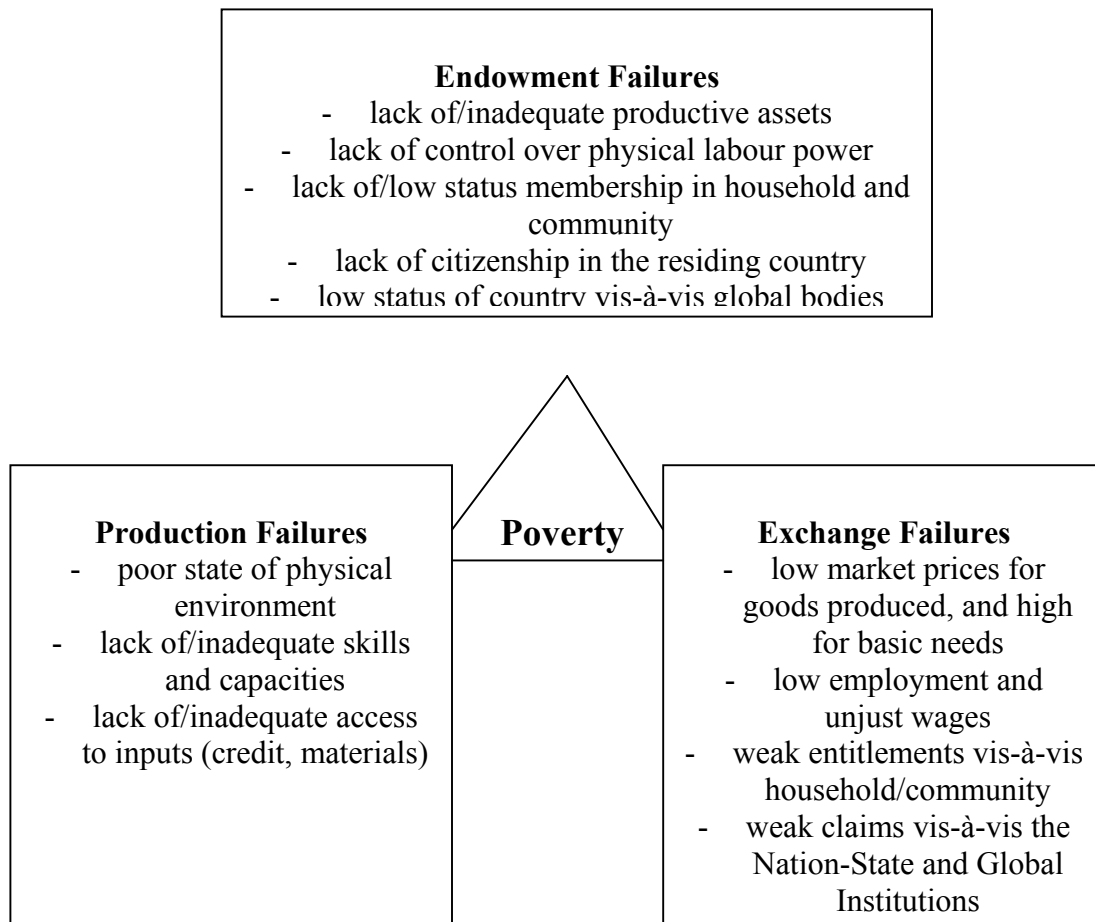 Endowment Failures
- lack of/inadequate productive assets
- lack of control over physical labour power
- lack of/low status membership in household and
community
- lack of citizenship in the residing country
- low status of country vis-à-vis global bodies
Poverty
Production Failures
- poor state of physical
environment
- lack of/inadequate skills
and capacities
- lack of/inadequate access
to inputs (credit, materials)
Exchange Failures
- low market prices for
goods produced, and high
for basic needs
- low employment and
unjust wages
- weak entitlements vis-à-vis
household/community
- weak claims vis-à-vis the
Nation-State and Global
Institutions